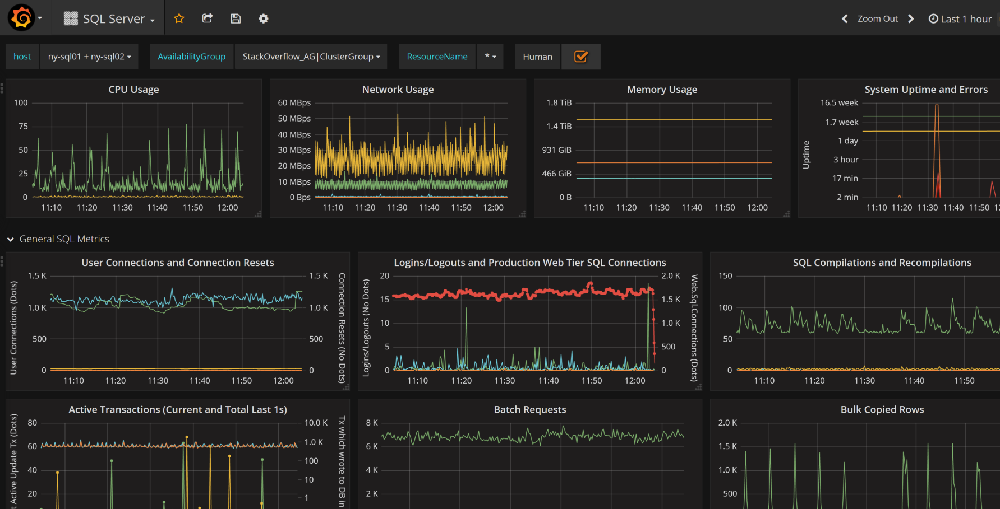 SQL Server
Zoom Out
Last 1 hour
host
ny-sql01 + ny-sql02
AvailabilityGroup
StackOverflow_AG|ClusterGroup
ResourceName
*
Human
CPU Usage
100
75
50
25
0
11:10 11:20 11:30 11:40 11:50 12:00
Network Usage
60 MBps
50 MBps
40 MBps
30 MBps
20 MBps
10 MBps
0 Bps
11:10 11:20 11:30 11:40 11:50 12:00
Memory Usage
1.8 TiB
1.4 TiB
931 GiB
466 GiB
0 B
11:10 11:20 11:30 11:40 11:50 12:00
System Uptime and Errors
Uptime
16.5 week
1.7 week
1 day
3 hour
17 min
2 min
11:10 11:20 11:30 11:40 11:50 12
General SQL Metrics
User Connections and Connection Resets
User Connections (Dots)
1.5 K
1.0 K
500
0
1.5 K
1.0 K
500
0
Connection Resets (No Dots)
11:10 11:20 11:30 11:40 11:50 12:00
Logins/Logouts and Production Web Tier SQL Connections
Logins/Logouts (No Dots)
20
15
10
5
0
2.0 K
1.5 K
1.0 K
500
0
Web.Sql.Connections (Dots)
11:10 11:20 11:30 11:40 11:50 12:00
SQL Compilations and Recompilations
150
100
50
0
11:10 11:20 11:30 11:40 11:50
Active Transactions (Current and Total Last 1s)
t Active Update Tx (Dots)
80
60
40
20
10.0 K
1.0 K
100
10
1
Tx which wrote to DB in
Batch Requests
8 K
6 K
4 K
2 K
Bulk Copied Rows
2.0 K
1.5 K
1.0 K
500